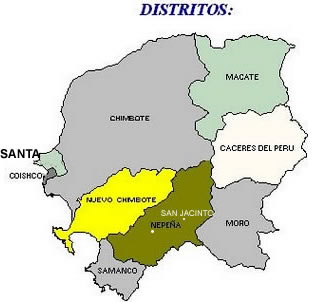 DISTRITOS:
MACATE
CHIMBOTE
CACERES DEL PERU
SANTA
COISHCO
NUEVO CHIMBOTE
SAN JACINTO
NEPEÑA
MORO
SAMANCO